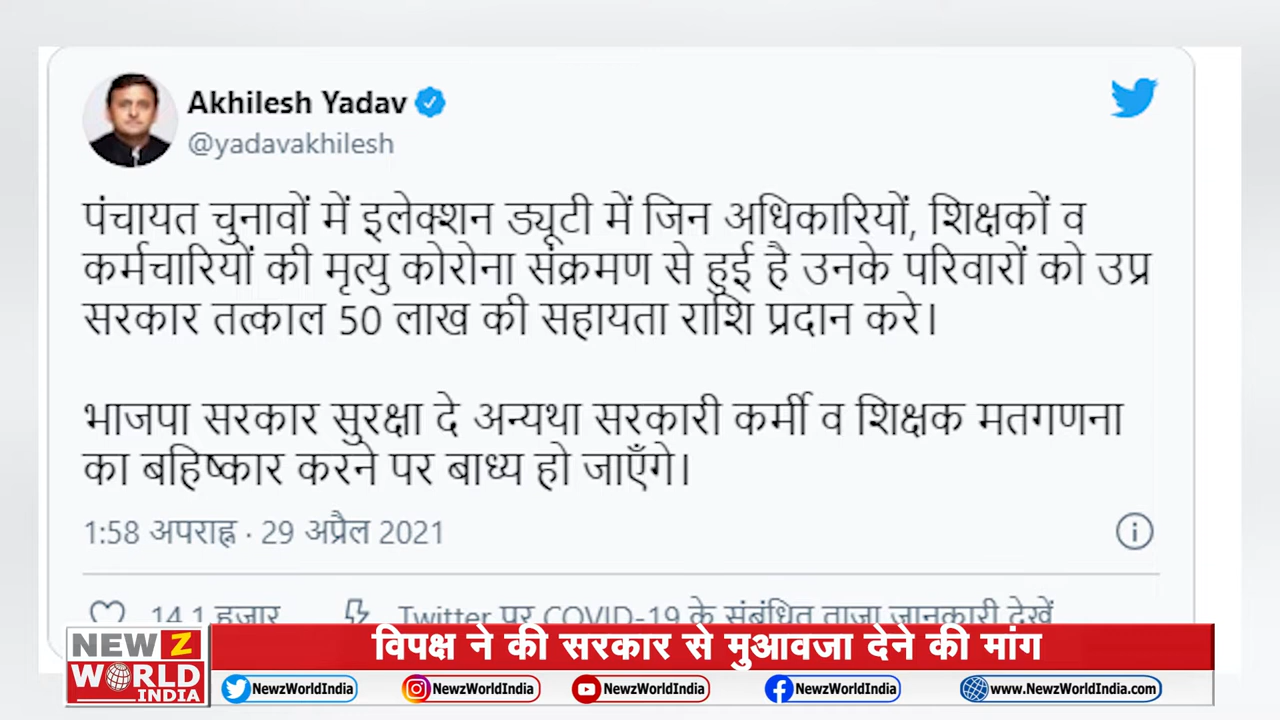 Akhilesh Yadav
@yadavakhilesh
पंचायत चुनावों में इलेक्शन ड्यूटी में जिन अधिकारियों, शिक्षकों व
कर्मचारियों की मृत्यु कोरोना संक्रमण से हुई है उनके परिवारों को उप्र
सरकार तत्काल 50 लाख की सहायता राशि प्रदान करे।
भाजपा सरकार सुरक्षा दे अन्यथा सरकारी कर्मी व शिक्षक मतगणना
का बहिष्कार करने पर बाध्य हो जाएँगे।
1:58 अपराह्न · 29 अप्रैल 2021
14.1 हज़ार Twitter पर COVID-19 के संबंधित ताज़ा जानकारी देखें
विपक्ष ने की सरकार से मुआवजा देने की मांग
NEWZ
WORLD
INDIA
NewzWorldIndia NewzWorldIndia NewzWorldIndia NewzWorldIndia www.NewzWorldIndia.com